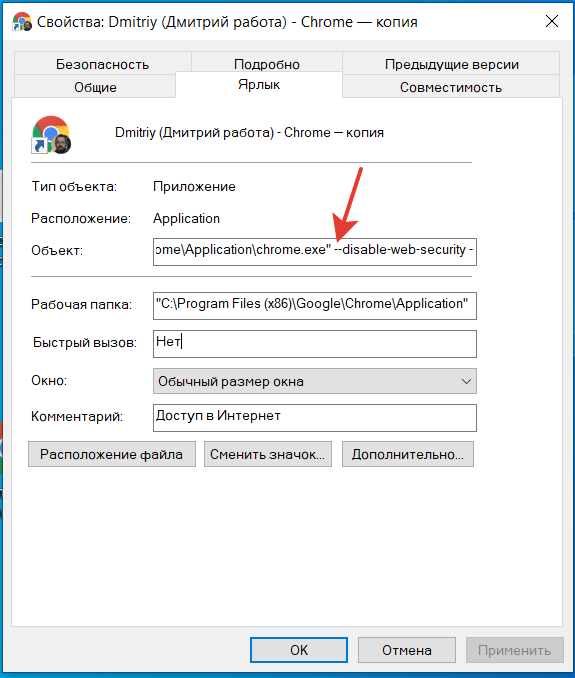 Свойства: Dmitriy (Дмитрий работа) - Chrome — копия
Безопасность Подробно Предыдущие версии
Общие Ярлык Совместимость
Dmitriy (Дмитрий работа) - Chrome — копия
Тип объекта: Приложение
Расположение: Application
Объект: ome\Application\chrome.exe" --disable-web-security -
Рабочая папка: "C:\Program Files (x86)\Google\Chrome\Application"
Быстрый вызов: Нет
Окно: Обычный размер окна
Комментарий: Доступ в Интернет
Расположение файла Сменить значок... Дополнительно...
OK Отмена Применить